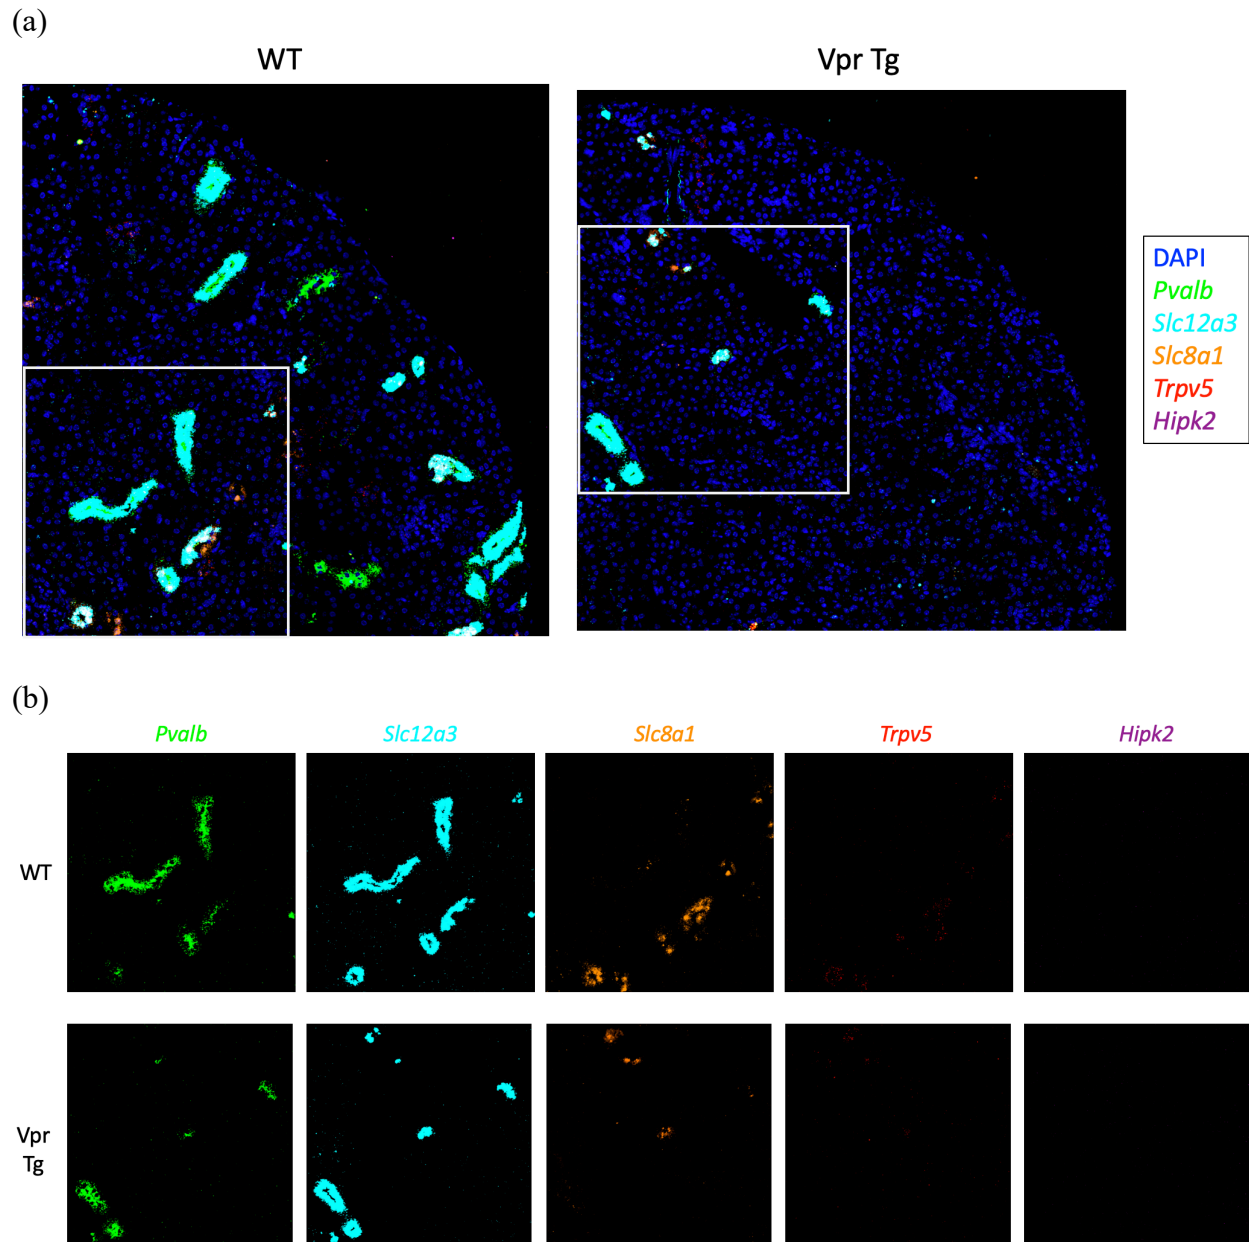 (a)
WT
Vpr Tg
DAPI
Pvalb
Slc12a3
Slc8a1
Trpv5
Hipk2
(b)
Pvalb
Slc12a3
Slc8a1
Trpv5
Hipk2
WT
Vpr
Tg